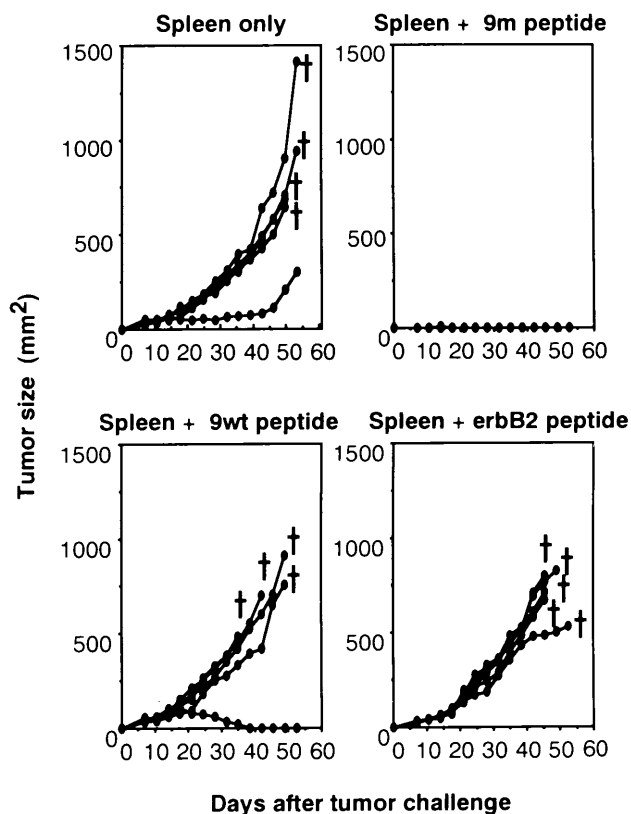 Spleen only
Spleen + 9m peptide
1500
1000
500
0
0 10 20 30 40 50 60
1500
1000
500
0
0 10 20 30 40 50 60
Spleen + 9wt peptide
Spleen + erbB2 peptide
1500
1000
500
0
0 10 20 30 40 50 60
1500
1000
500
0
0 10 20 30 40 50 60
Tumor size (mm²)
Days after tumor challenge